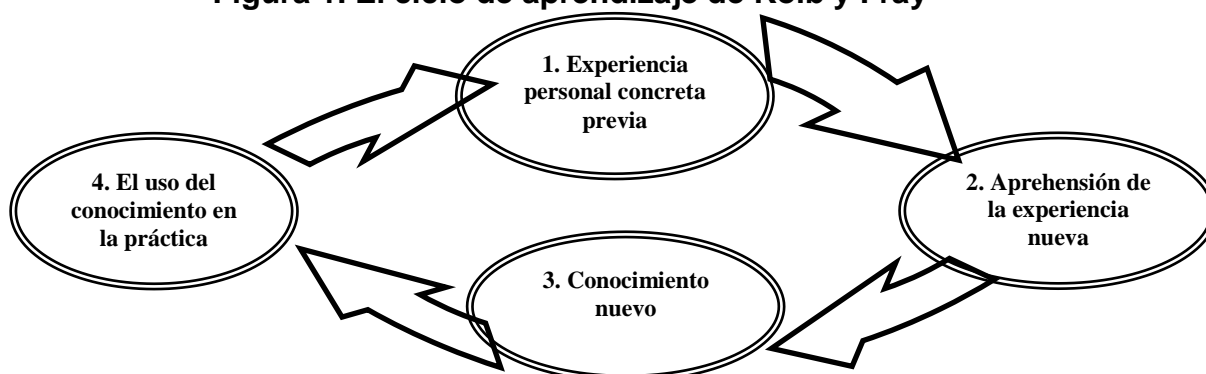 1. Experiencia
personal concreta
previa
2. Aprehensión de
la experiencia
nueva
3. Conocimiento
nuevo
4. El uso del
conocimiento en
la práctica